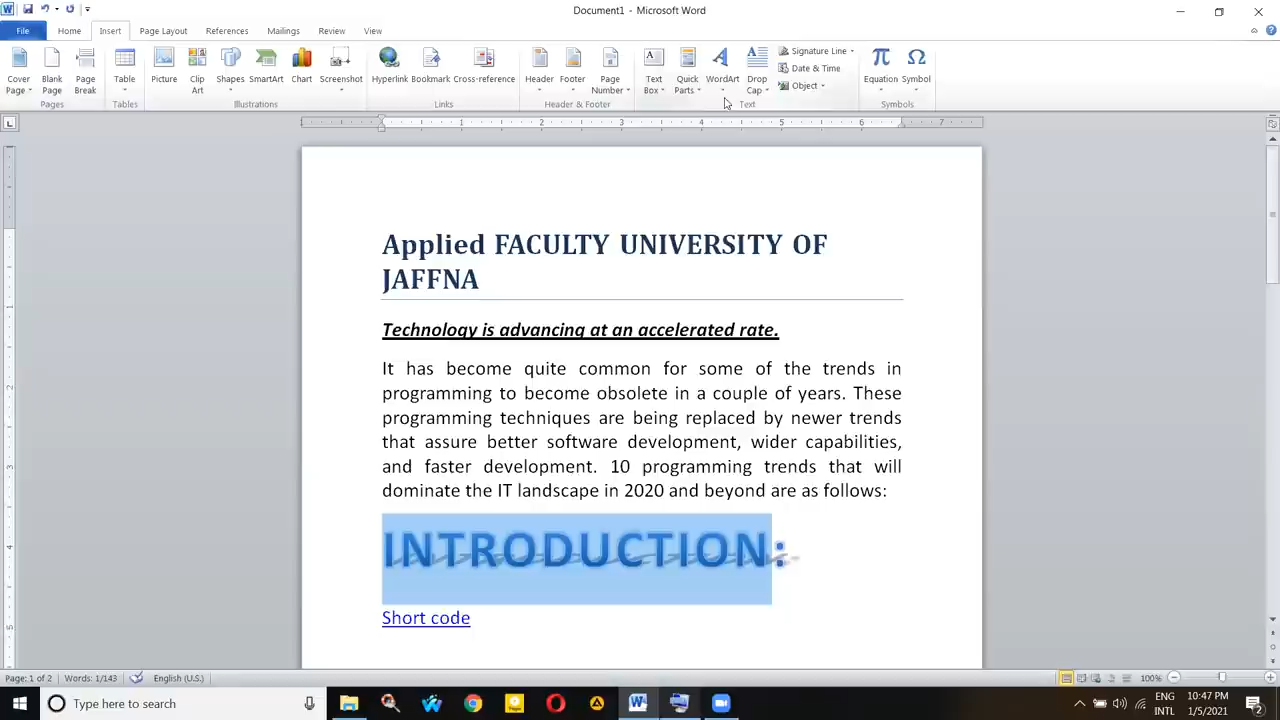 Document1 - Microsoft Word
File Home Insert Page Layout References Mailings Review View
Cover Page Blank Page Page Break Table Picture Clip Art Shapes SmartArt Chart Screenshot Hyperlink Bookmark Cross-reference Header Footer Page Number Text Box Quick Parts WordArt Drop Cap Signature Line Date & Time Object Equation Symbol
Pages Tables Illustrations Links Header & Footer Text Symbols
1 2 3 4 5 6 7
Applied FACULTY UNIVERSITY OF
JAFFNA
Technology is advancing at an accelerated rate.
It has become quite common for some of the trends in
programming to become obsolete in a couple of years. These
programming techniques are being replaced by newer trends
that assure better software development, wider capabilities,
and faster development. 10 programming trends that will
dominate the IT landscape in 2020 and beyond are as follows:
INTRODUCTION:
Short code
Page: 1 of 2 Words: 1/143 English (U.S.) 100%
Type here to search
ENG 10:47 PM
INTL 1/5/2021